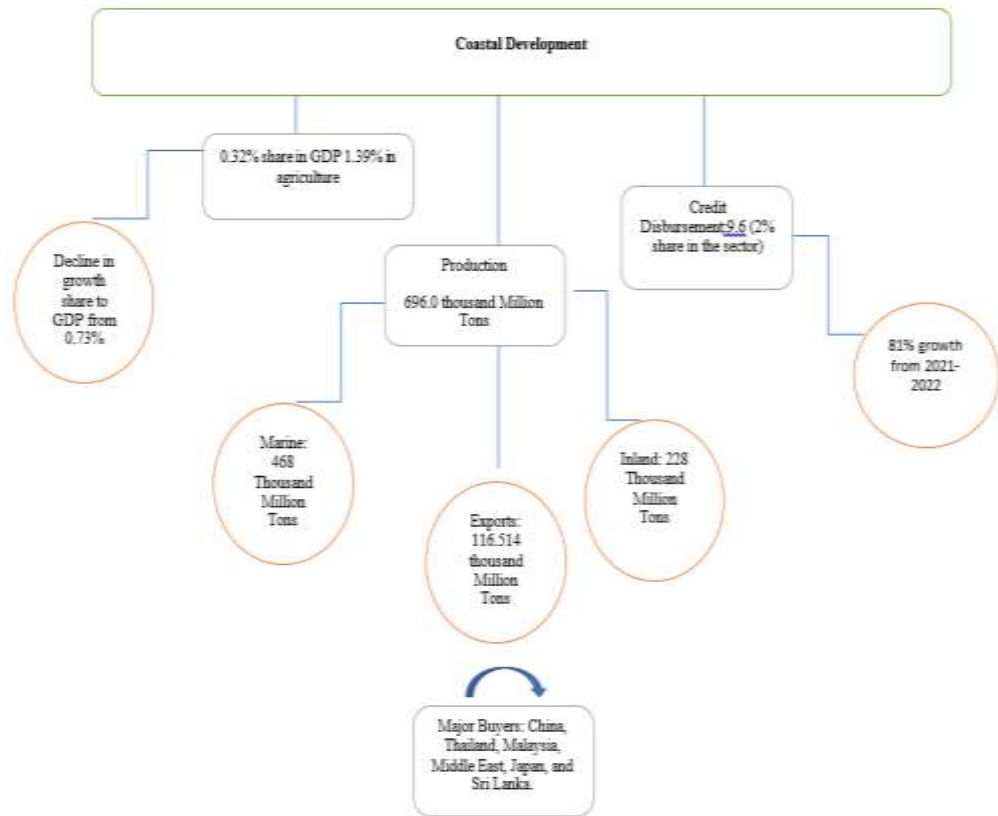 Coastal Development
0.32% share in GDP 1.39% in
agriculture
Credit
Disbursement:9.6 (2%
share in the sector)
Decline in
growth
share to
GDP from
0.73%
Production
696.0 thousand Million
Tons
81% growth
from 2021-
2022
Marine:
468
Thousand
Million
Tons
Inland: 228
Thousand
Million
Tons
Exports:
116.514
thousand
Million
Tons
Major Buyers: China,
Thailand, Malaysia,
Middle East, Japan, and
Sri Lanka.